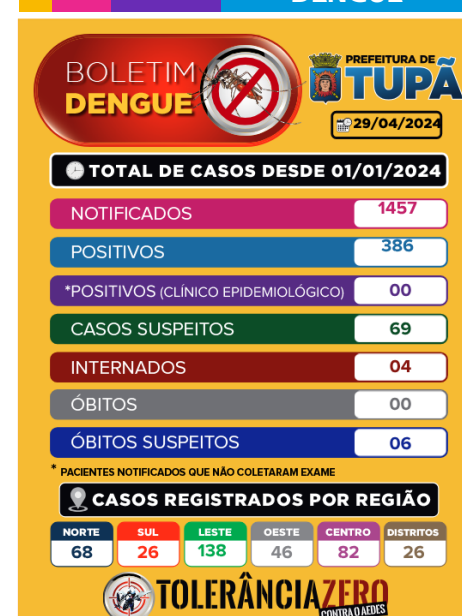 DENGUE
BOLETIM
DENGUE
PREFEITURA DE
TUPÃ
29/04/2024
TOTAL DE CASOS DESDE 01/01/2024
NOTIFICADOS 1457
POSITIVOS 386
*POSITIVOS (CLÍNICO EPIDEMIOLÓGICO) 00
CASOS SUSPEITOS 69
INTERNADOS 04
ÓBITOS 00
ÓBITOS SUSPEITOS 06
* PACIENTES NOTIFICADOS QUE NÃO COLETARAM EXAME
CASOS REGISTRADOS POR REGIÃO
NORTE SUL LESTE OESTE CENTRO DISTRITOS
68 26 138 46 82 26
TOLERÂNCIA ZERO
CONTRA O AEDES